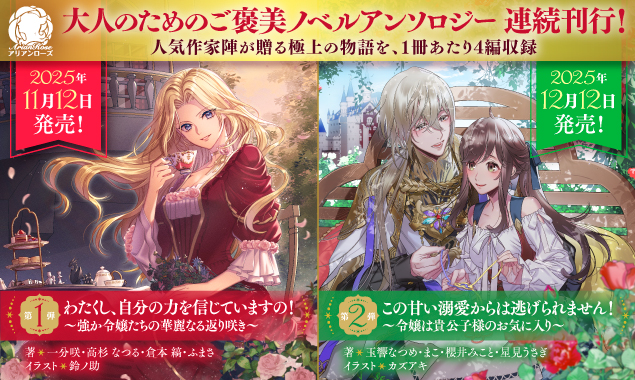 Arian Rose
アリアンローズ
大人のためのご褒美ノベルアンソロジー 連続刊行!
人気作家陣が贈る極上の物語を、1冊あたり4編収録
2025年
11月12日
発売!
2025年
12月12日
発売!
第1弾
わたくし、自分の力を信じていますの!
～強か令嬢たちの華麗なる返り咲き～
著✴一分咲・高杉 なつる・倉本 縞・ふまさ
イラスト✴鈴ノ助
第2弾
この甘い溺愛からは逃げられません!
～令嬢は貴公子様のお気に入り～
著✴玉響なつめ・まこ・櫻井みこと・星見うさぎ
イラスト✴カズアキ